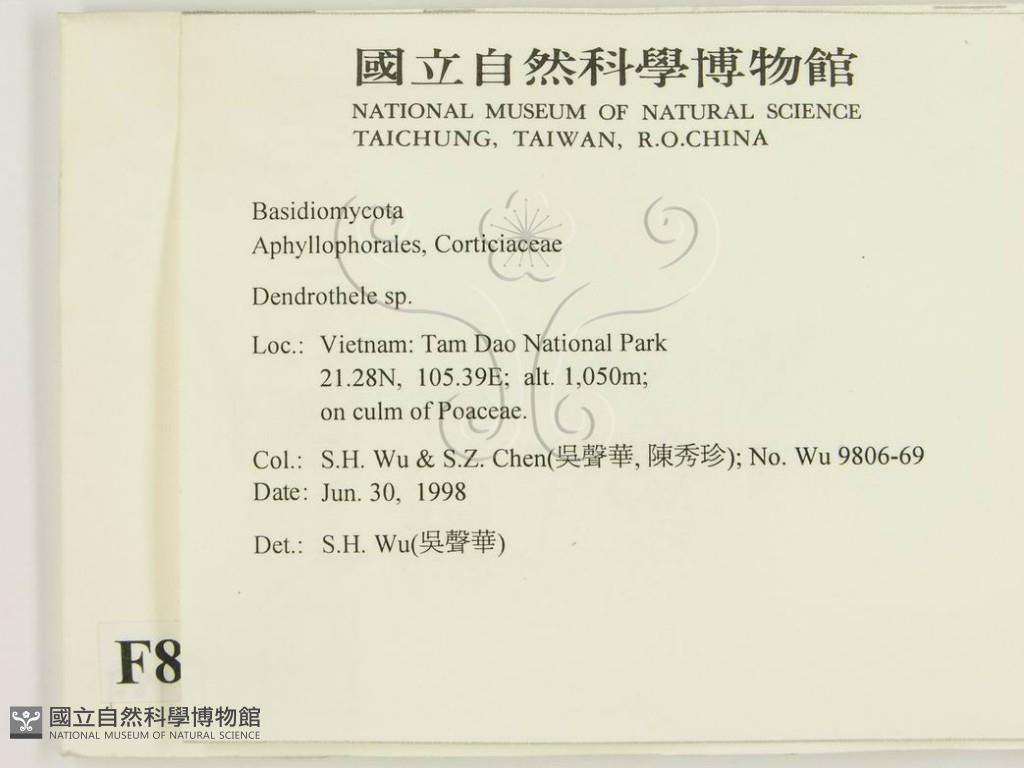 國立自然科學博物館
NATIONAL MUSEUM OF NATURAL SCIENCE
TAICHUNG, TAIWAN, R.O.CHINA
Basidiomycota
Aphyllophorales, Corticiaceae
Dendrothele sp.
Loc.: Vietnam: Tam Dao National Park
21.28N, 105.39E; alt. 1,050m;
on culm of Poaceae.
Col.: S.H. Wu & S.Z. Chen(吳聲華, 陳秀珍); No. Wu 9806-69
Date: Jun. 30, 1998
Det.: S.H. Wu(吳聲華)
F8
國立自然科學博物館
NATIONAL MUSEUM OF NATURAL SCIENCE